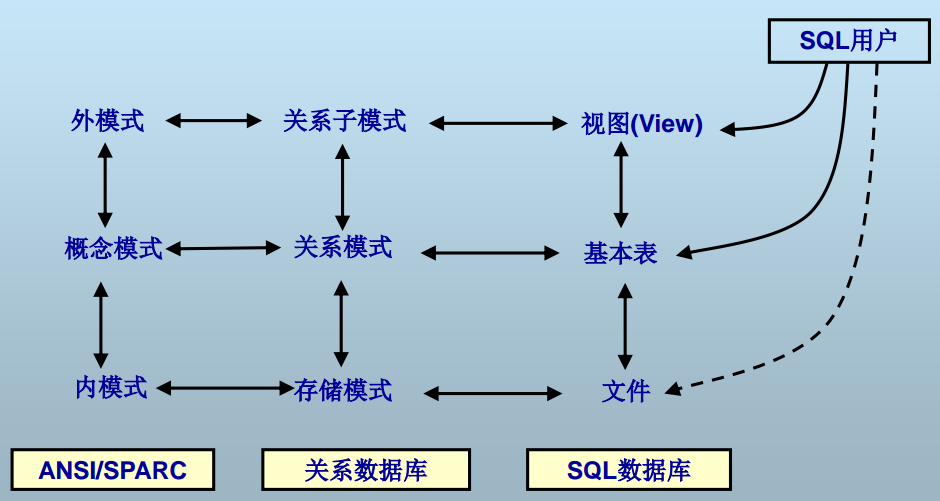 SQL用户
外模式
关系子模式
视图(View)
概念模式
关系模式
基本表
内模式
存储模式
文件
ANSI/SPARC
关系数据库
SQL数据库